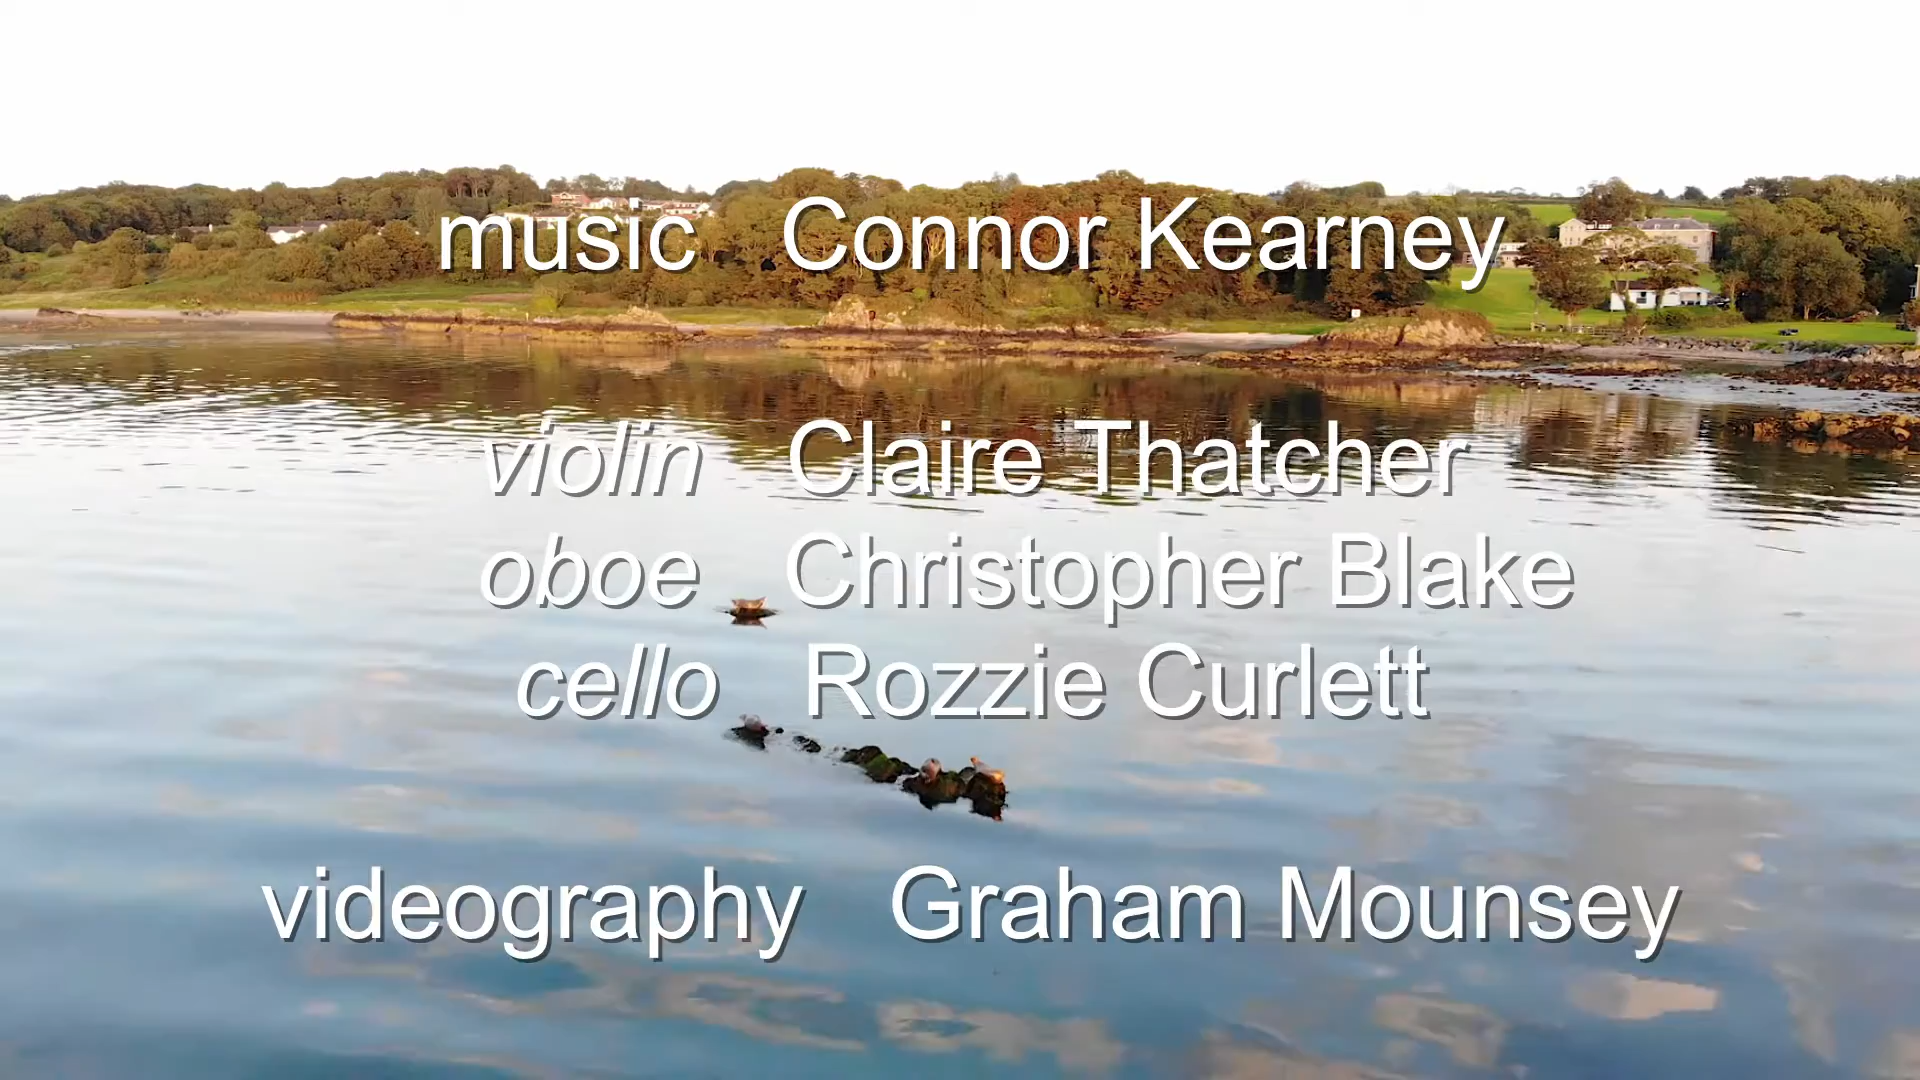 music Connor Kearney
violin Claire Thatcher
oboe Christopher Blake
cello Rozzie Curlett
videography Graham Mounsey